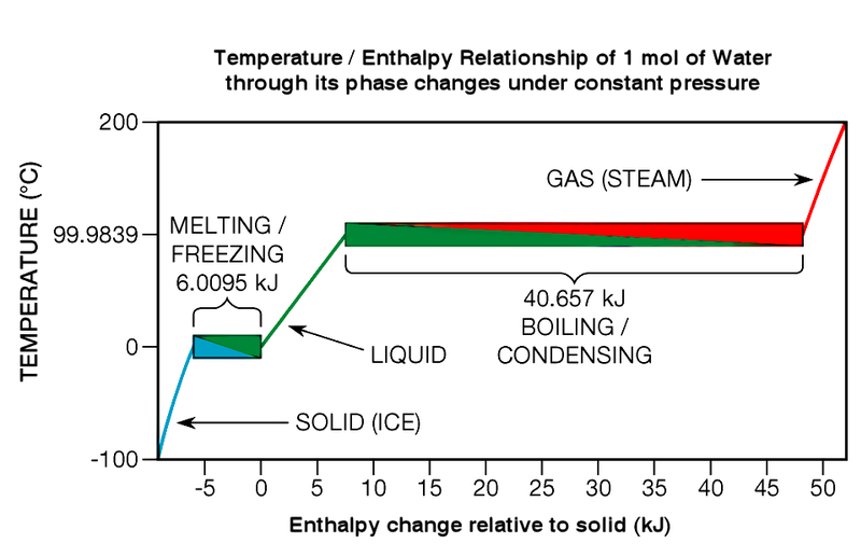 Temperature / Enthalpy Relationship of 1 mol of Water
through its phase changes under constant pressure
TEMPERATURE (°C)
200
99.9839
0
-100
GAS (STEAM)
MELTING /
FREEZING
6.0095 kJ
40.657 kJ
BOILING /
CONDENSING
LIQUID
SOLID (ICE)
-5 0 5 10 15 20 25 30 35 40 45 50
Enthalpy change relative to solid (kJ)